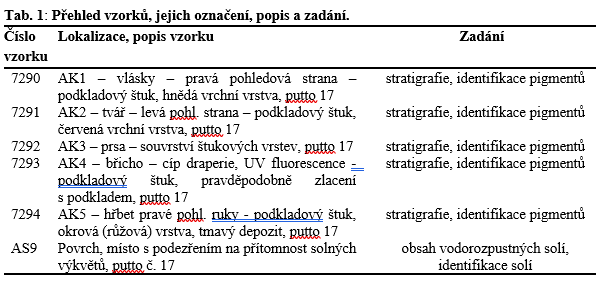 Tab. 1: Přehled vzorků, jejich označení, popis a zadání.
Číslo vzorku Lokalizace, popis vzorku Zadání
7290 AK1 – vlásky – pravá pohledová strana – stratigrafie, identifikace pigmentů
podkladový štuk, hnědá vrchní vrstva, putto 17
7291 AK2 – tvář – levá pohl. strana – podkladový štuk, stratigrafie, identifikace pigmentů
červená vrchní vrstva, putto 17
7292 AK3 – prsa – souvrství štukových vrstev, putto 17 stratigrafie, identifikace pigmentů
7293 AK4 – břicho – cíp draperie, UV fluorescence - stratigrafie, identifikace pigmentů
podkladový štuk, pravděpodobně zlacení
s podkladem, putto 17
7294 AK5 – hřbet pravé pohl. ruky - podkladový štuk, stratigrafie, identifikace pigmentů
okrová (růžová) vrstva, tmavý depozit, putto 17
AS9 Povrch, místo s podezřením na přítomnost solných obsah vodorozpustných solí,
výkvětů, putto č. 17 identifikace solí